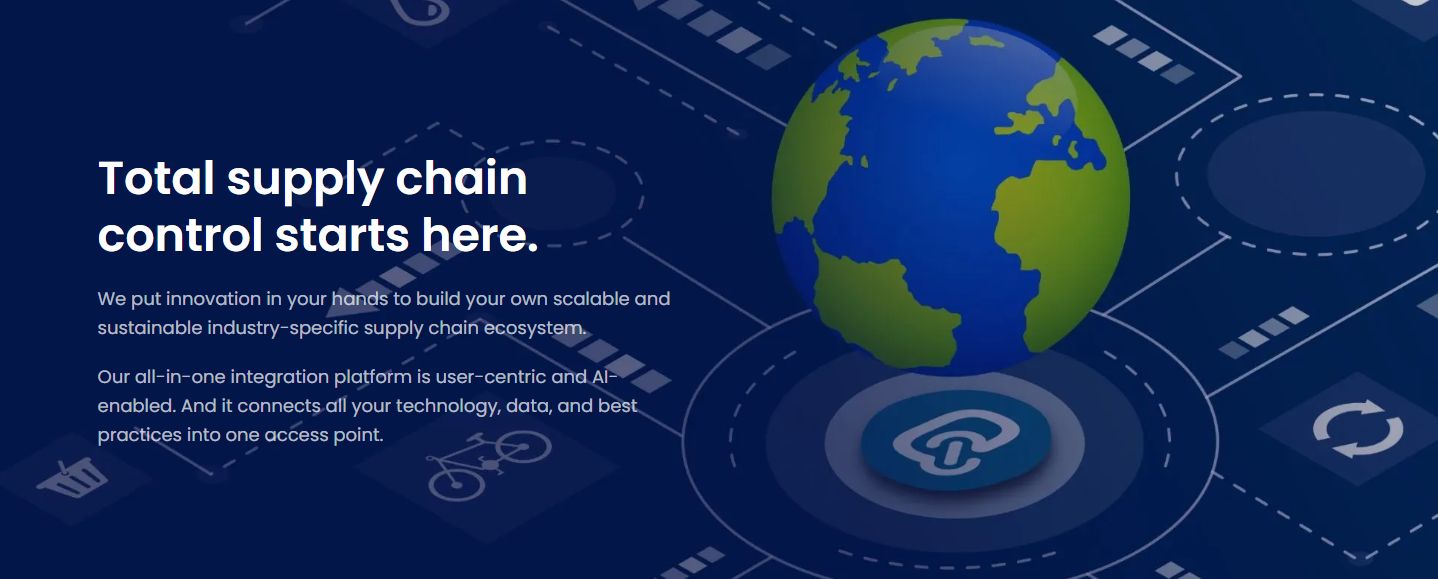 Total supply chain
control starts here.
We put innovation in your hands to build your own scalable and
sustainable industry-specific supply chain ecosystem.
Our all-in-one integration platform is user-centric and AI-
enabled. And it connects all your technology, data, and best
practices into one access point.